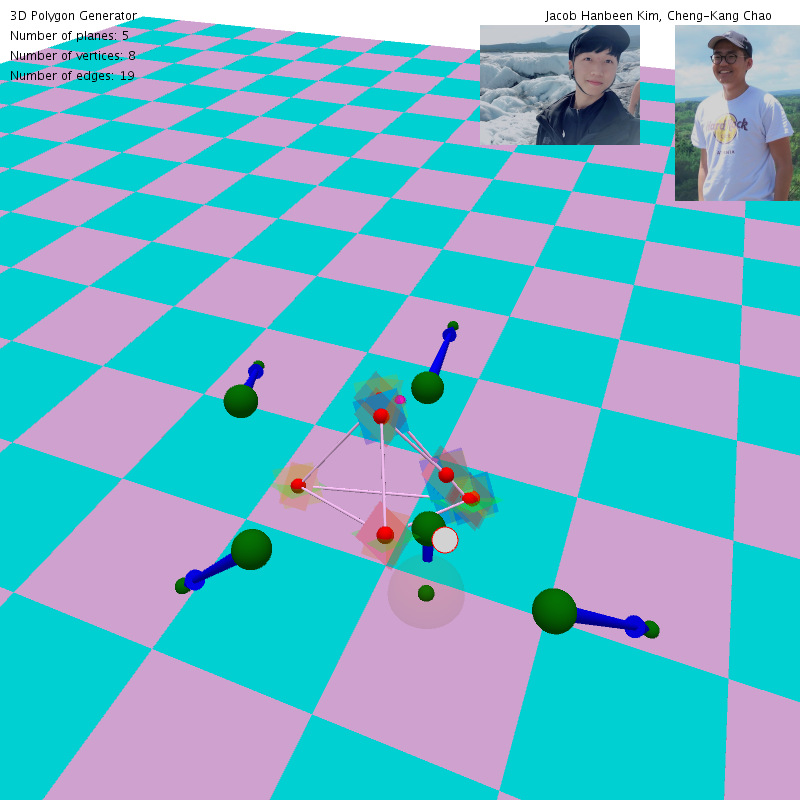 3D Polygon Generator
Jacob Hanbeen Kim, Cheng-Kang Chao
Number of planes: 5
Number of vertices: 8
Number of edges: 19